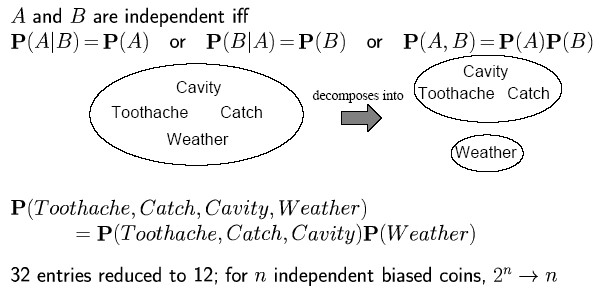 A and B are independent iff
P(A|B) = P(A) or P(B|A) = P(B) or P(A, B) = P(A)P(B)
Cavity
Toothache Catch
Weather
decomposes into
Cavity
Toothache Catch
Weather
P(Toothache, Catch, Cavity, Weather)
= P(Toothache, Catch, Cavity)P(Weather)
32 entries reduced to 12; for n independent biased coins, 2ⁿ → n